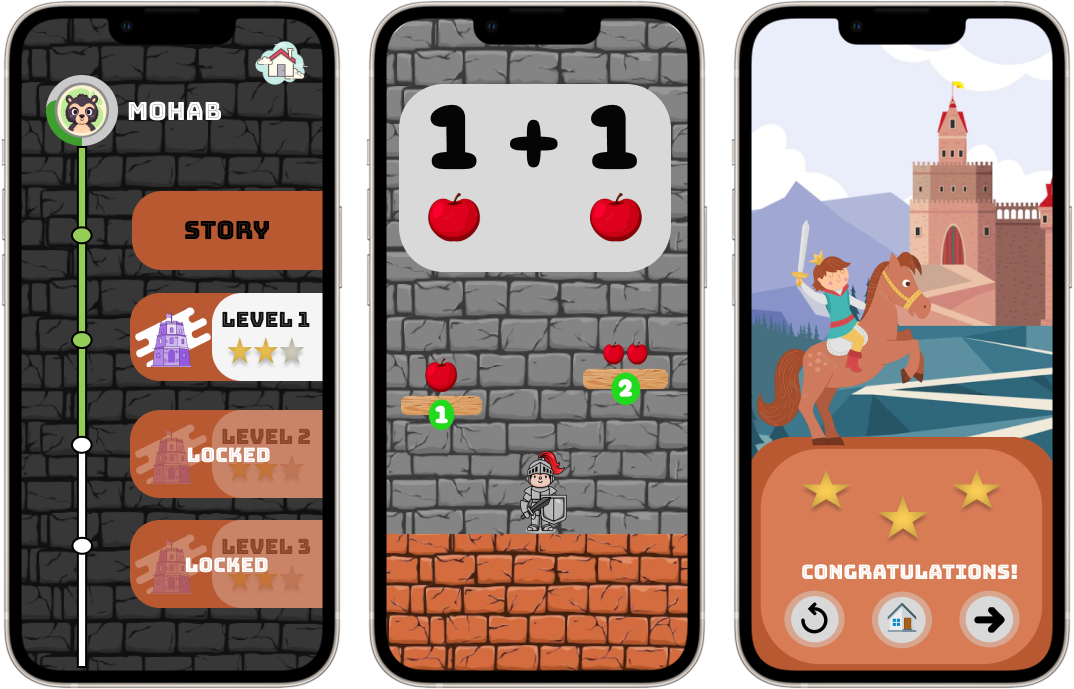 MOHAB
STORY
LEVEL 1
LEVEL 2
LOCKED
LEVEL 3
LOCKED
1 + 1
1
2
CONGRATULATIONS!